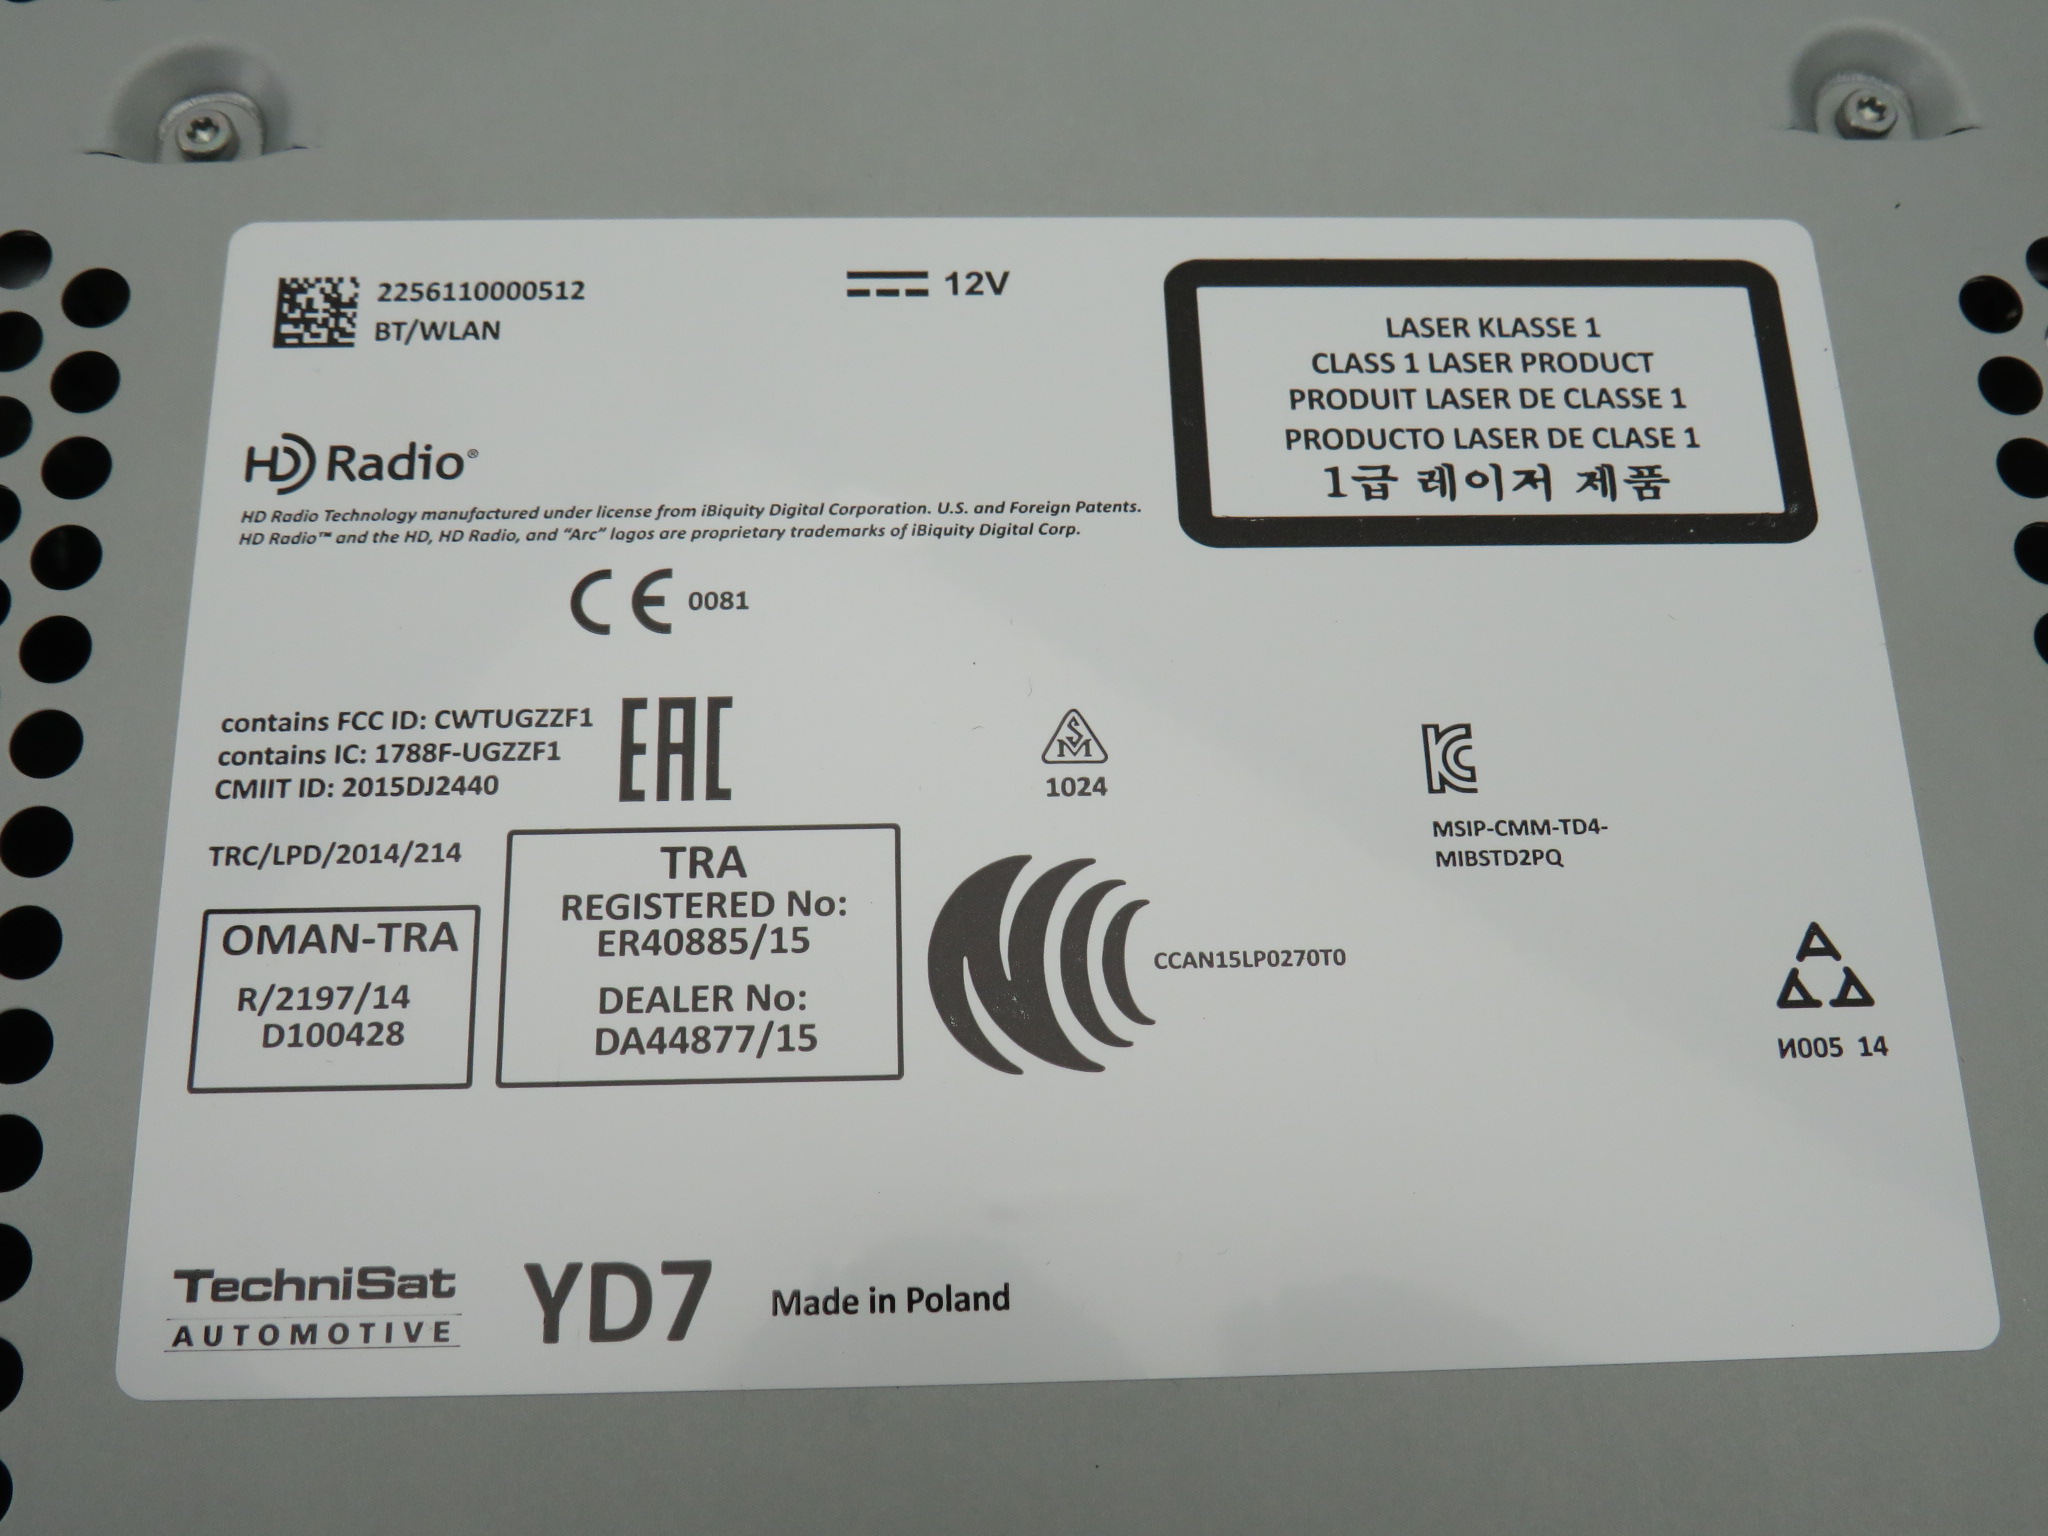 2256110000512
BT/WLAN
12V
LASER KLASSE 1
CLASS 1 LASER PRODUCT
PRODUIT LASER DE CLASSE 1
PRODUCTO LASER DE CLASE 1
1급 레이저 제품
HD Radio®
HD Radio Technology manufactured under license from iBiquity Digital Corporation. U.S. and Foreign Patents.
HD Radio™ and the HD, HD Radio, and “Arc” logos are proprietary trademarks of iBiquity Digital Corp.
CE 0081
contains FCC ID: CWTUGZZF1
contains IC: 1788F-UGZZF1
CMIIT ID: 2015DJ2440
EAC
SM
1024
KC
MSIP-CMM-TD4-
MIBSTD2PQ
TRC/LPD/2014/214
OMAN-TRA
R/2197/14
D100428
TRA
REGISTERED No:
ER40885/15
DEALER No:
DA44877/15
CCAN15LP0270T0
И005 14
TechniSat
AUTOMOTIVE
YD7
Made in Poland